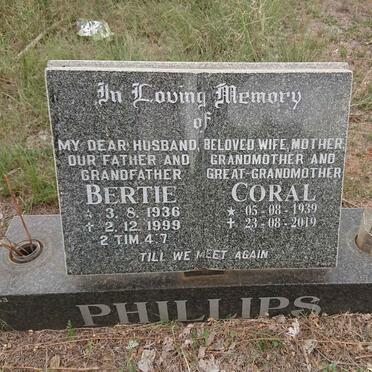 In Loving Memory
of
MY DEAR HUSBAND,
OUR FATHER AND
GRANDFATHER
BERTIE
* 3.8.1936
† 2.12.1999
2 TIM 4.7
BELOVED WIFE, MOTHER,
GRANDMOTHER AND
GREAT-GRANDMOTHER
CORAL
★ 05-08-1939
✝ 23-08-2019
TILL WE MEET AGAIN
PHILLIPS